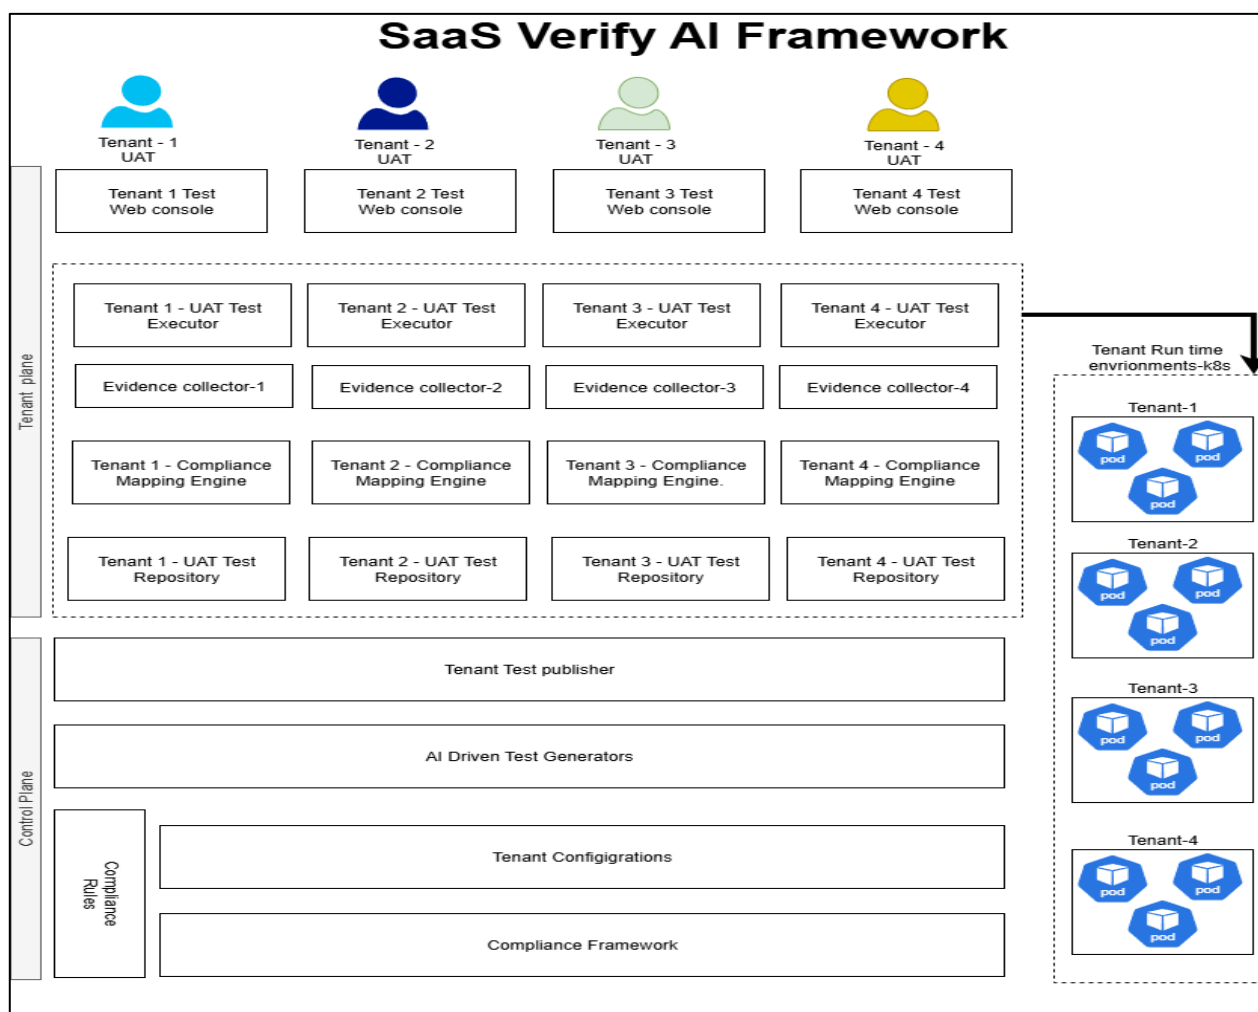 SaaS Verify AI Framework
Tenant - 1
UAT
Tenant - 2
UAT
Tenant - 3
UAT
Tenant - 4
UAT
Tenant plane
Tenant 1 Test
Web console
Tenant 2 Test
Web console
Tenant 3 Test
Web console
Tenant 4 Test
Web console
Tenant 1 - UAT Test
Executor
Tenant 2 - UAT Test
Executor
Tenant 3 - UAT Test
Executor
Tenant 4 - UAT Test
Executor
Evidence collector-1
Evidence collector-2
Evidence collector-3
Evidence collector-4
Tenant 1 - Compliance
Mapping Engine
Tenant 2 - Compliance
Mapping Engine
Tenant 3 - Compliance
Mapping Engine.
Tenant 4 - Compliance
Mapping Engine
Tenant 1 - UAT Test
Repository
Tenant 2 - UAT Test
Repository
Tenant 3 - UAT Test
Repository
Tenant 4 - UAT Test
Repository
Control Plane
Tenant Test publisher
AI Driven Test Generators
Compliance
Rules
Tenant Configigrations
Compliance Framework
Tenant Run time
envrionments-k8s
Tenant-1
pod
pod
pod
Tenant-2
pod
pod
pod
Tenant-3
pod
pod
pod
Tenant-4
pod
pod
pod